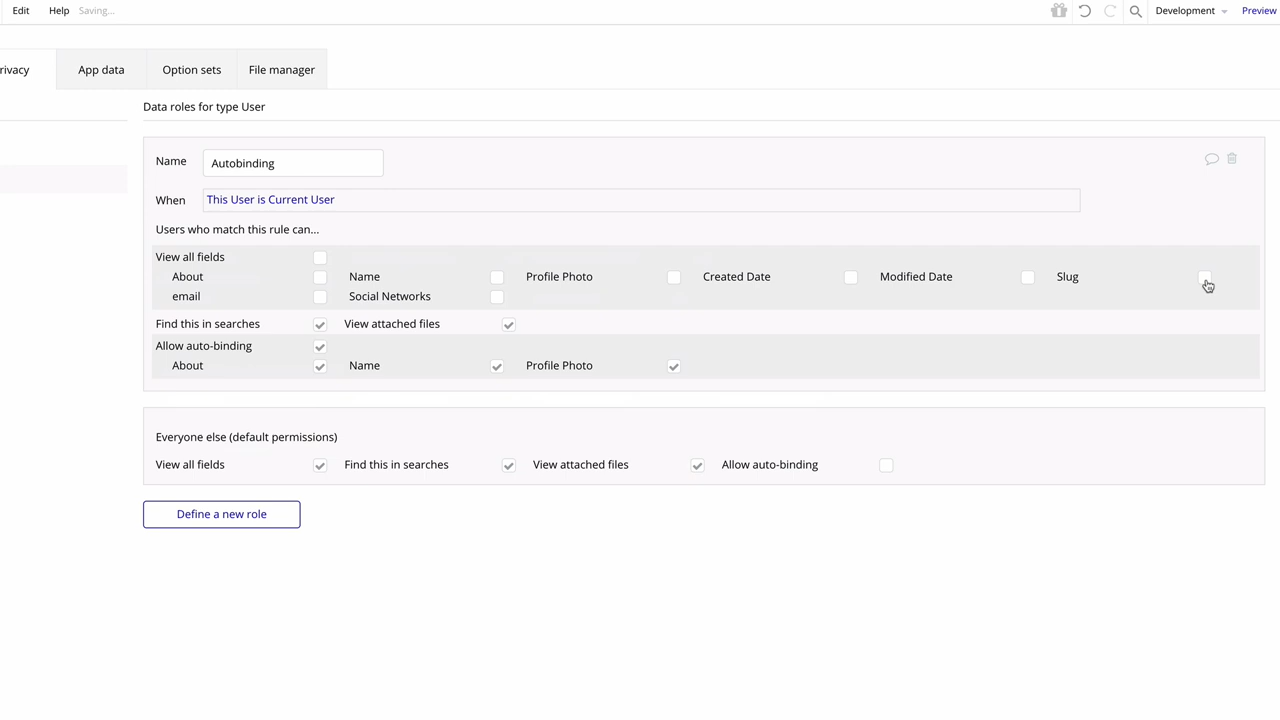 Edit Help Saving... Development Preview
rivacy App data Option sets File manager
Data roles for type User
Name Autobinding
When This User is Current User
Users who match this rule can...
View all fields
About Name Profile Photo Created Date Modified Date Slug
email Social Networks
Find this in searches View attached files
Allow auto-binding
About Name Profile Photo
Everyone else (default permissions)
View all fields Find this in searches View attached files Allow auto-binding
Define a new role